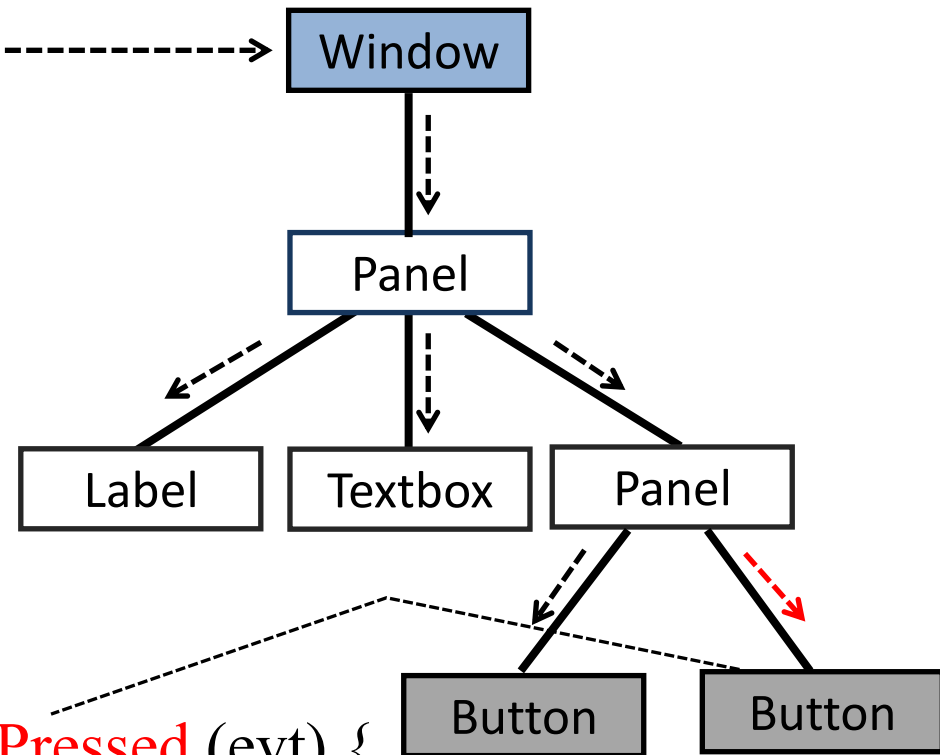 Window
Panel
Label
Textbox
Panel
Button
Button
Pressed (evt) {